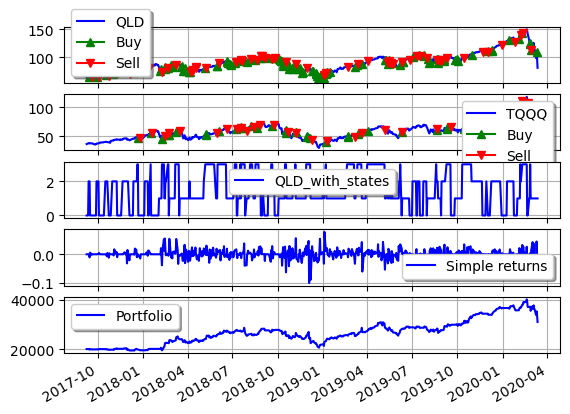 150
100
QLD
Buy
Sell
100
50
TQQQ
Buy
Sell
2
0
QLD_with_states
0.0
−0.1
Simple returns
40000
20000
Portfolio
2017-10 2018-01 2018-04 2018-07 2018-10 2019-01 2019-04 2019-07 2019-10 2020-01 2020-04